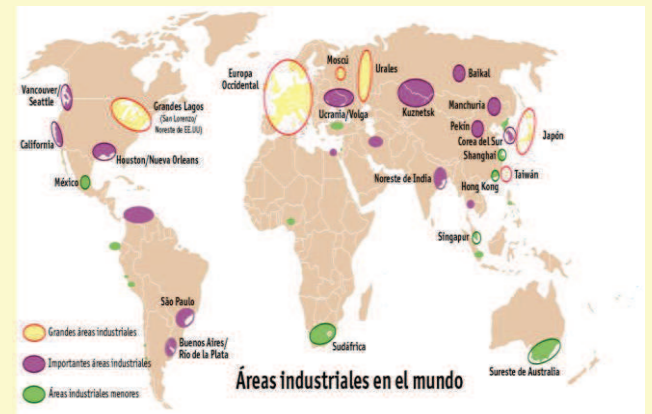 Vancouver/
Seattle
California
Grandes Lagos
(San Lorenzo/
Noreste de EE.UU)
Houston/Nueva Orleans
México
São Paulo
Buenos Aires/
Río de la Plata
Europa
Occidental
Moscú
Urales
Ucrania/Volga
Kuznetsk
Baikal
Manchuria
Pekín
Corea del Sur
Japón
Shanghai
Taiwán
Noreste de India
Hong Kong
Singapur
Sudáfrica
Sureste de Australia
Grandes áreas industriales
Importantes áreas industriales
Áreas industriales menores
Áreas industriales en el mundo